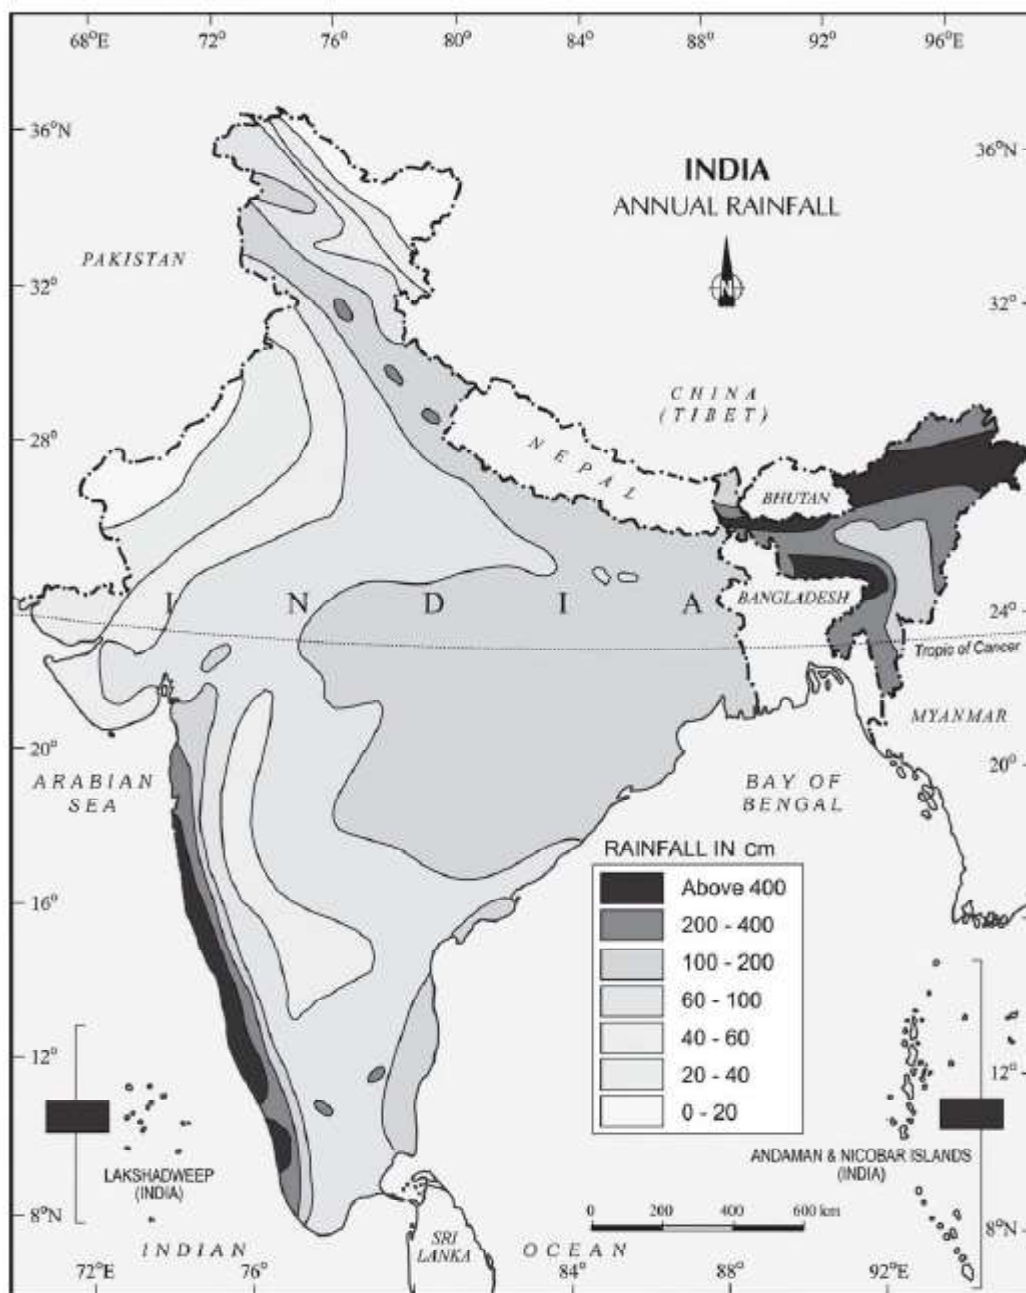 68°E 72° 76° 80° 84° 88° 92° 96°E
36°N
36°N
INDIA
ANNUAL RAINFALL
N
PAKISTAN
32°
32°
CHINA
(TIBET)
NEPAL
28°
28°
BHUTAN
I N D I A
BANGLADESH
24°
Tropic of Cancer
MYANMAR
20°
20°
ARABIAN
SEA
BAY OF
BENGAL
RAINFALL IN cm
Above 400
200 - 400
100 - 200
60 - 100
40 - 60
20 - 40
0 - 20
16°
12°
12°
LAKSHADWEEP
(INDIA)
ANDAMAN & NICOBAR ISLANDS
(INDIA)
0 200 400 600 km
8°N
8°N
SRI
LANKA
INDIAN OCEAN
72°E 76° 84° 88° 92°E